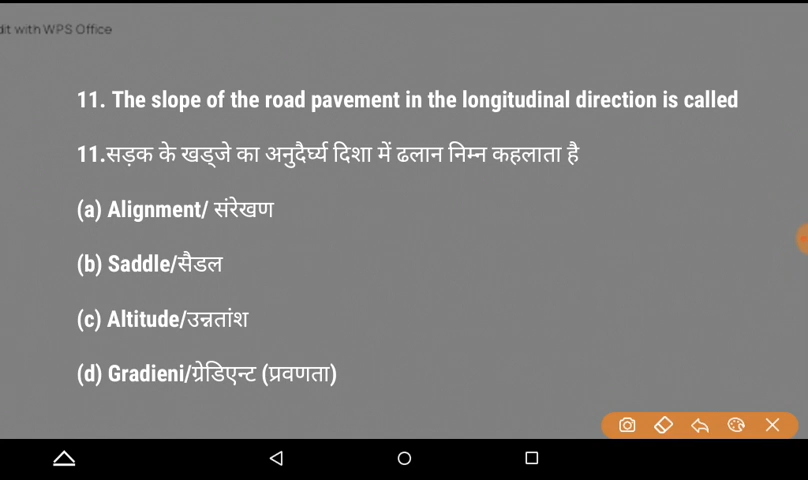 dit with WPS Office
11. The slope of the road pavement in the longitudinal direction is called
11.सड़क के खड्जे का अनुदैर्घ्य दिशा में ढलान निम्न कहलाता है
(a) Alignment/ संरेखण
(b) Saddle/सैडल
(c) Altitude/उन्नतांश
(d) Gradieni/ग्रेडिएन्ट (प्रवणता)